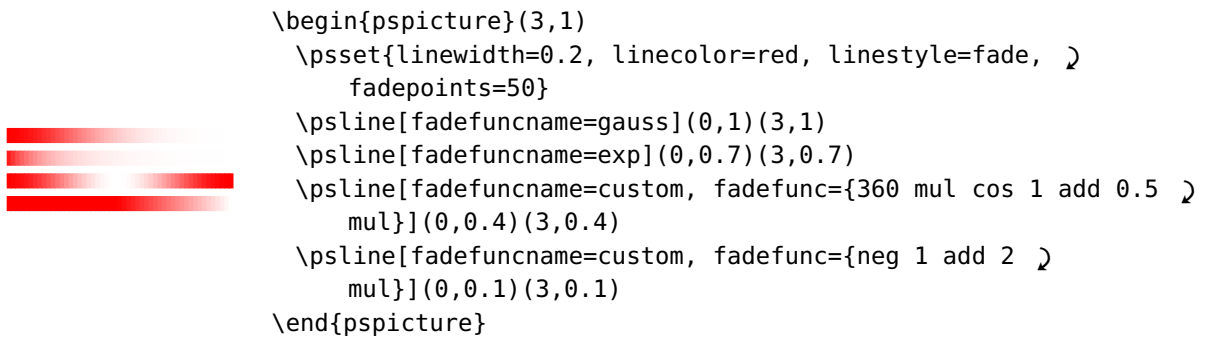 \begin{pspicture}(3,1)
\psset{linewidth=0.2, linecolor=red, linestyle=fade, ⤸
fadepoints=50}
\psline[fadefuncname=gauss](0,1)(3,1)
\psline[fadefuncname=exp](0,0.7)(3,0.7)
\psline[fadefuncname=custom, fadefunc={360 mul cos 1 add 0.5 ⤸
mul}](0,0.4)(3,0.4)
\psline[fadefuncname=custom, fadefunc={neg 1 add 2 ⤸
mul}](0,0.1)(3,0.1)
\end{pspicture}